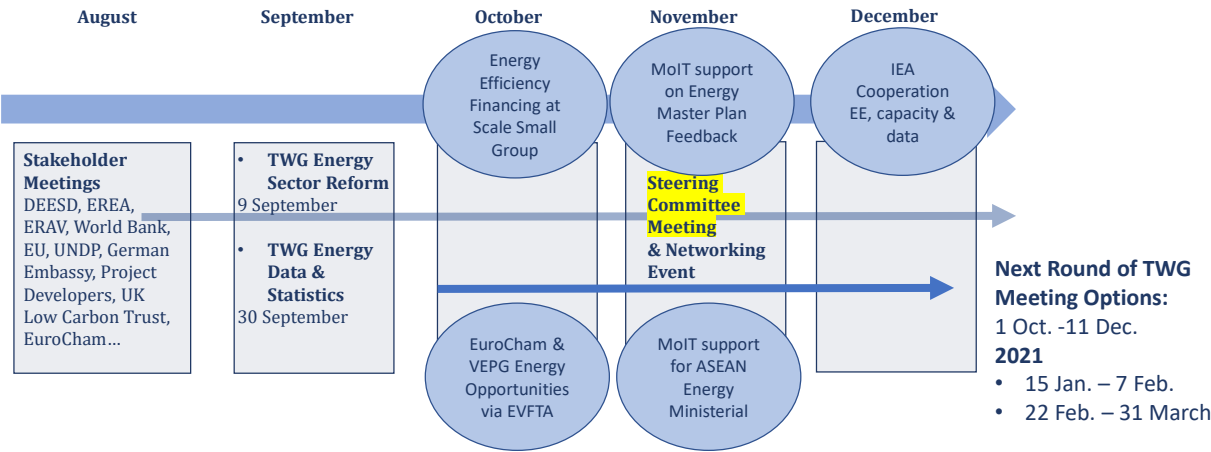 August
September
October
November
December
Energy
Efficiency
Financing at
Scale Small
Group
MoIT support
on Energy
Master Plan
Feedback
IEA
Cooperation
EE, capacity &
data
Stakeholder
Meetings
DEESD, EREA,
ERAV, World Bank,
EU, UNDP, German
Embassy, Project
Developers, UK
Low Carbon Trust,
EuroCham…
• TWG Energy
Sector Reform
9 September
• TWG Energy
Data &
Statistics
30 September
Steering
Committee
Meeting
& Networking
Event
EuroCham &
VEPG Energy
Opportunities
via EVFTA
MoIT support
for ASEAN
Energy
Ministerial
Next Round of TWG
Meeting Options:
1 Oct. -11 Dec.
2021
• 15 Jan. – 7 Feb.
• 22 Feb. – 31 March